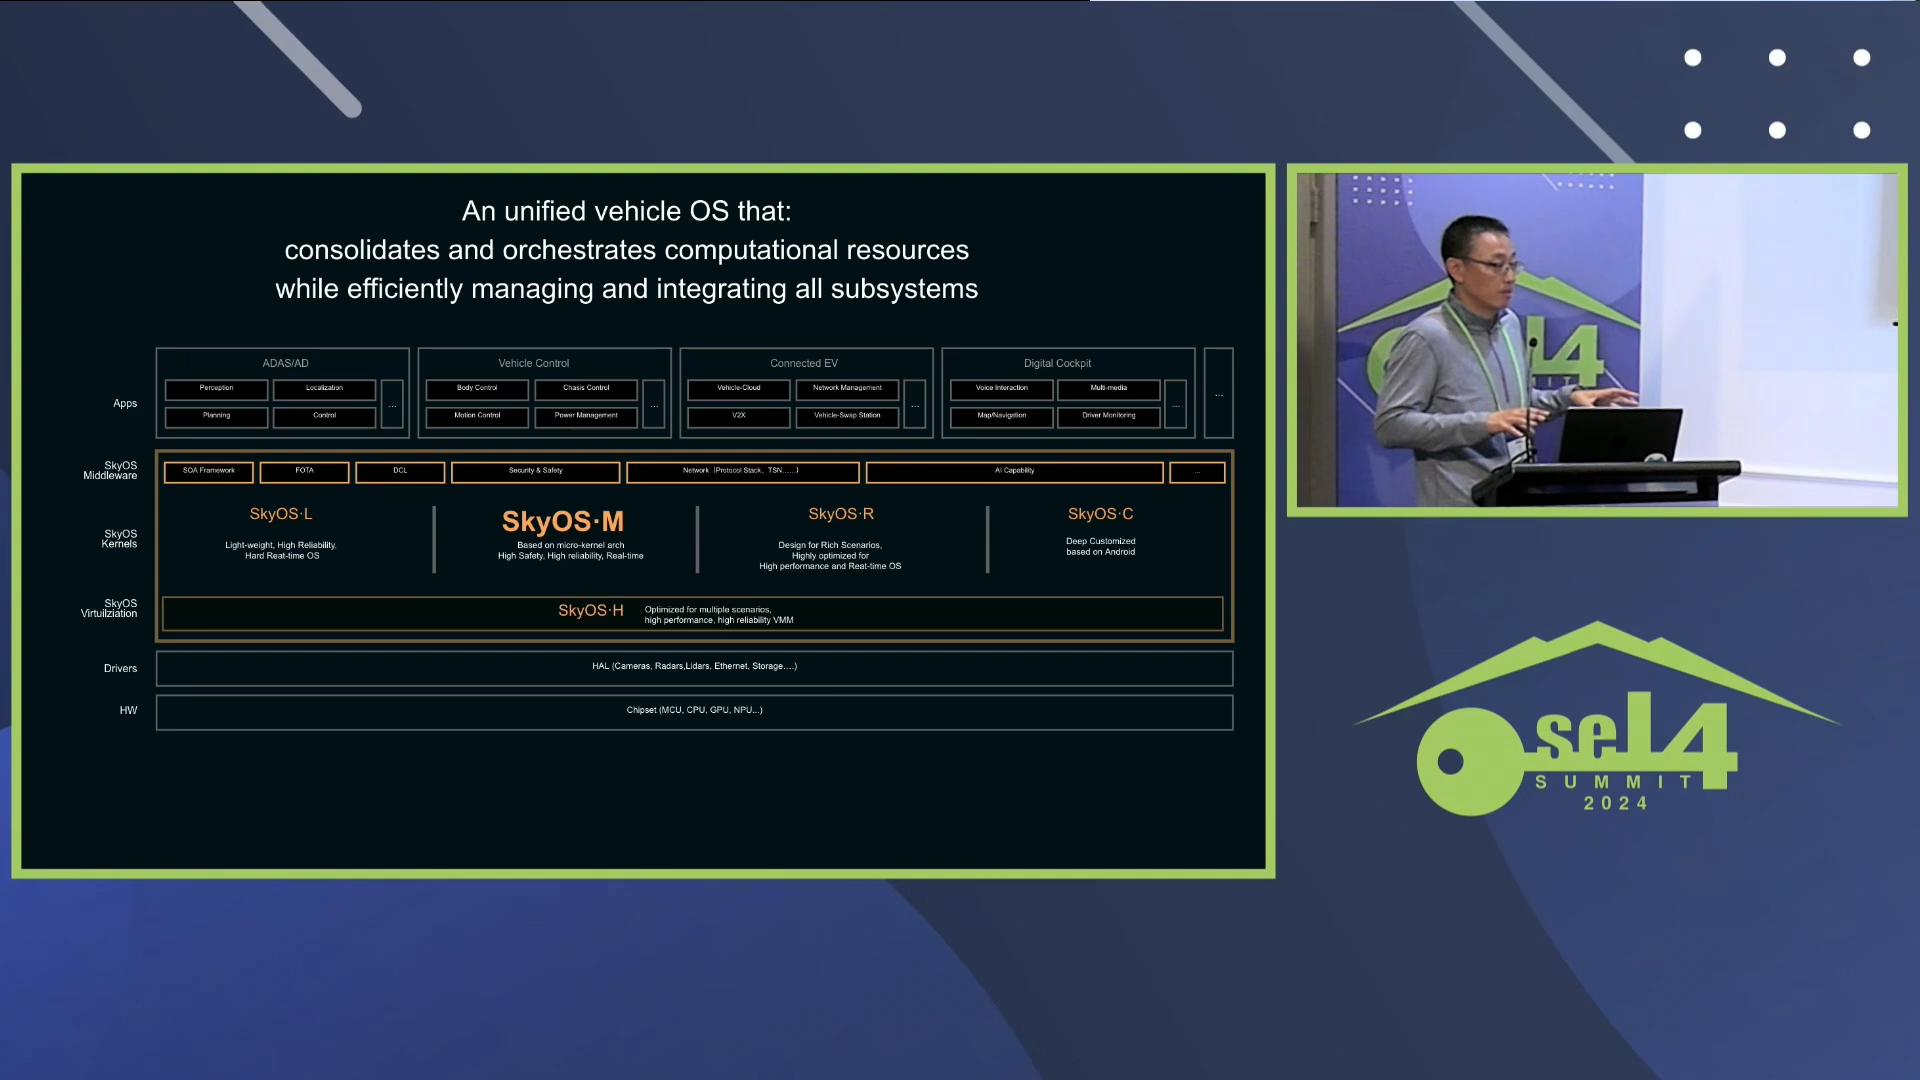 An unified vehicle OS that:
consolidates and orchestrates computational resources
while efficiently managing and integrating all subsystems
Apps
ADAS/AD
Perception
Localization
Planning
Control
...
Vehicle Control
Body Control
Chasis Control
Motion Control
Power Management
...
Connected EV
Vehicle-Cloud
Network Management
V2X
Vehicle-Swap Station
...
Digital Cockpit
Voice Interaction
Multi-media
Map/Navigation
Driver Monitoring
...
...
SkyOS
Middleware
SOA Framework
FOTA
DCL
Security & Safety
Network（Protocol Stack、TSN……）
AI Capability
...
SkyOS
Kernels
SkyOS·L
Light-weight, High Reliability,
Hard Reat-time OS
SkyOS·M
Based on micro-kernel arch
High Safety, High reliability, Real-time
SkyOS·R
Design for Rich Scenarios,
Highly optimized for
High performance and Reat-time OS
SkyOS·C
Deep Customized
based on Android
SkyOS
Virtuilziation
SkyOS·H
Optimized for multiple scenarios,
high performance, high reliability VMM
Drivers
HAL (Cameras, Radars,Lidars, Ethernet, Storage....)
HW
Chipset (MCU, CPU, GPU, NPU...)
seL4
SUMMIT
2024